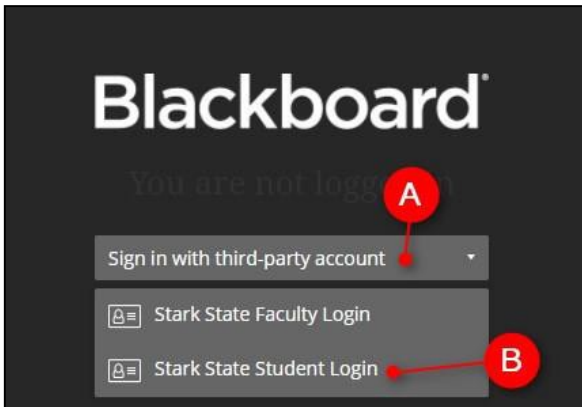 Blackboard®
You are not logged in
A
Sign in with third-party account
Stark State Faculty Login
Stark State Student Login
B